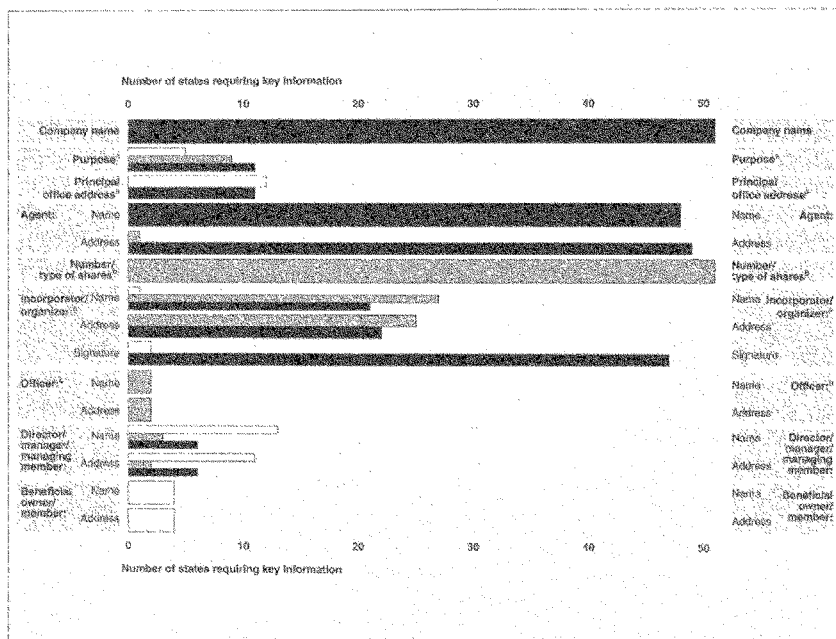 Number of states requiring key information
0 10 20 30 40 50
Company name Company name
Purposeª Purposeª
Principal Principal
office addressª office addressª
Agent: Name Name Agent:
Address Address
Number/ Number/
type of shares type of shares
Incorporator/ Name Name Incorporator/
organizer: organizer:
Address Address
Signature Signature
Officer: Name Name Officer:
Address Address
Director/ Name Name Director/
manager/ manager/
managing managing
member: Address Address member:
Beneficial Name Name Beneficial
owner/ owner/
member: Address Address member:
0 10 20 30 40 50
Number of states requiring key information